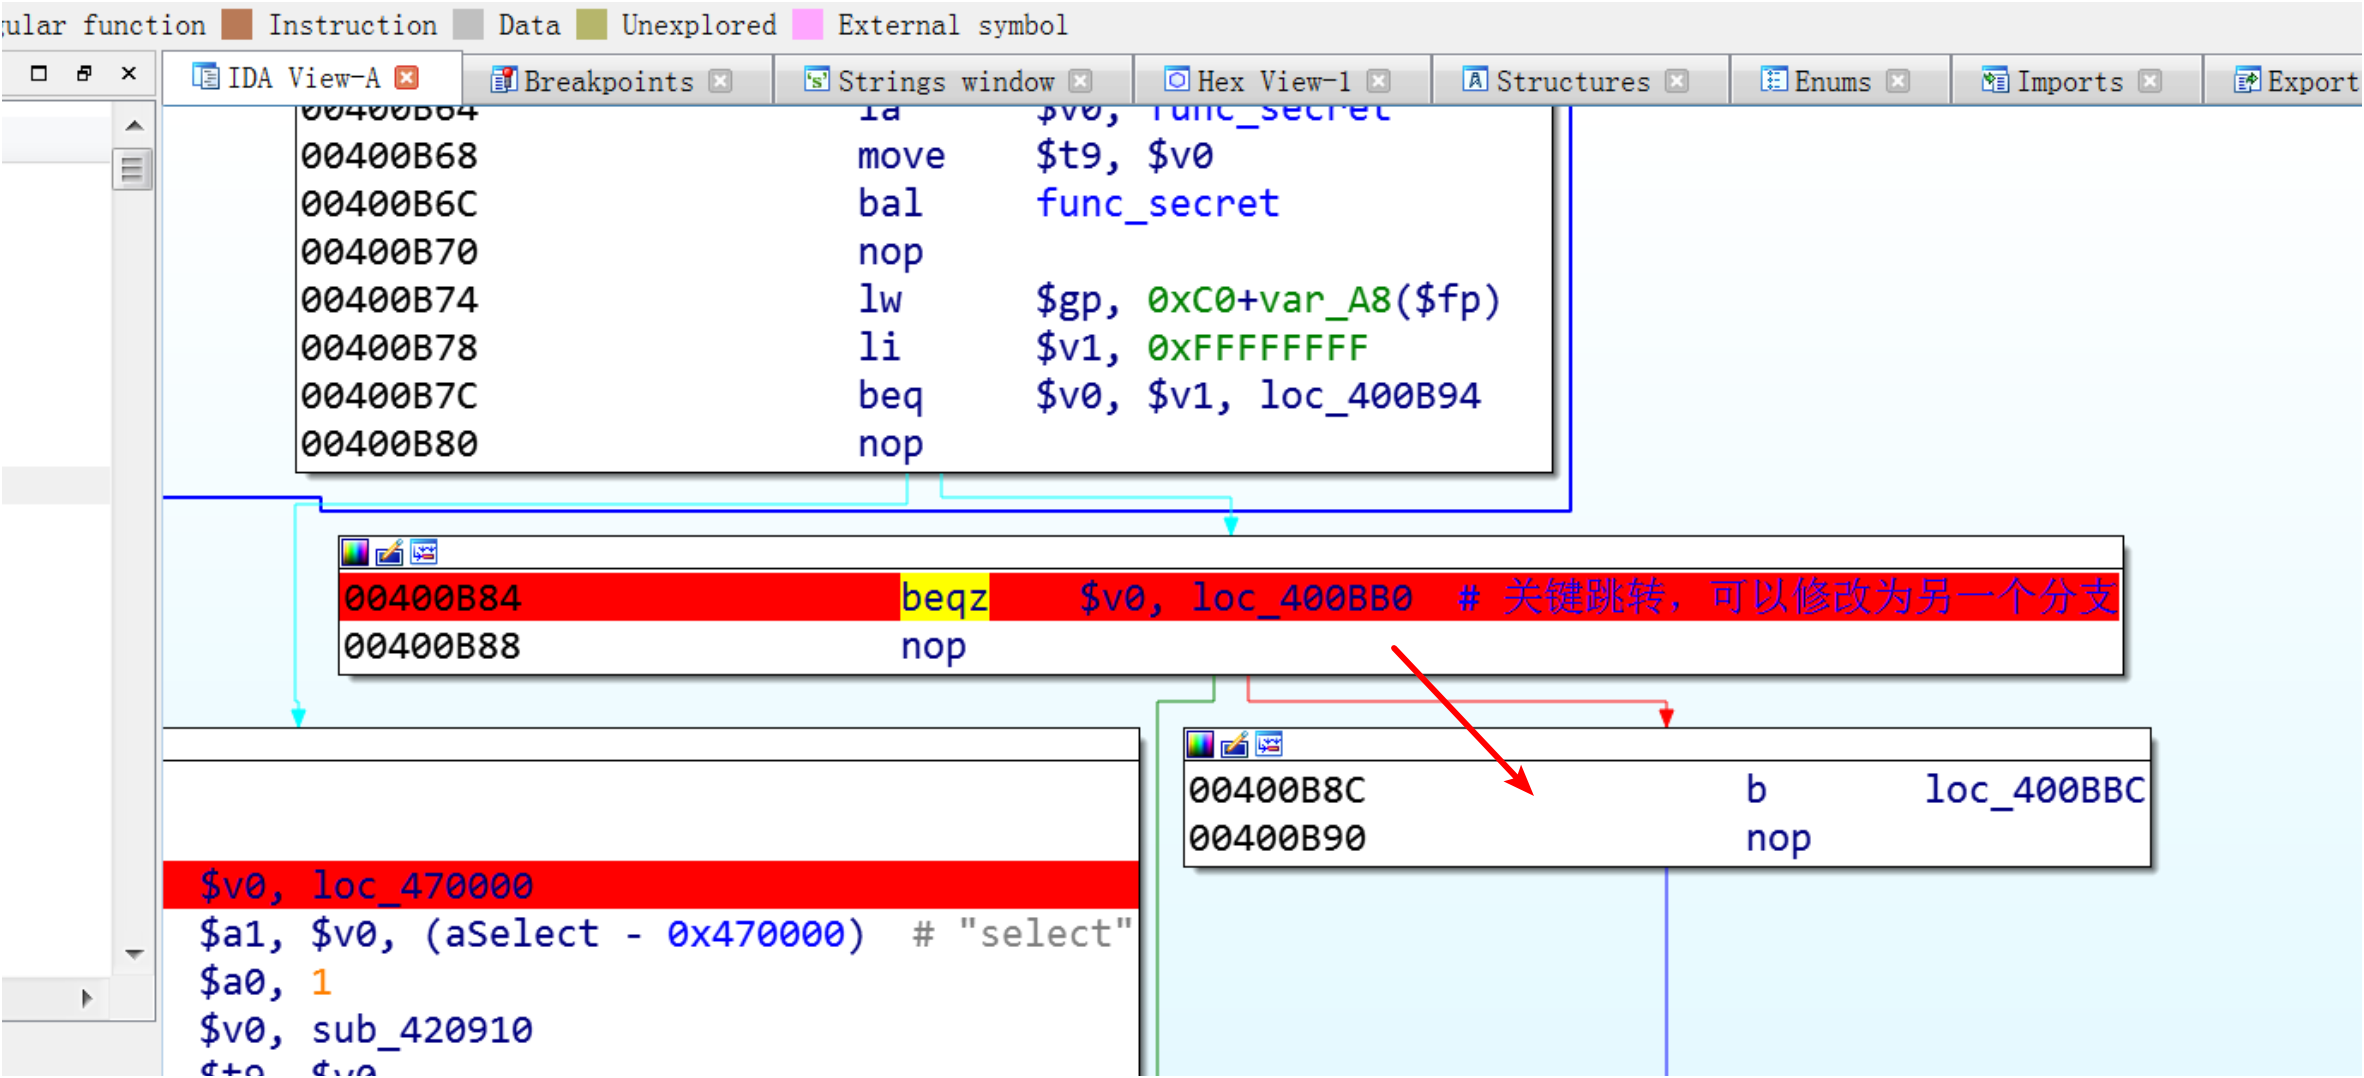 ular function Instruction Data Unexplored External symbol
IDA View-A Breakpoints Strings window Hex View-1 Structures Enums Imports Export
00400B64 la $v0, func_secret
00400B68 move $t9, $v0
00400B6C bal func_secret
00400B70 nop
00400B74 lw $gp, 0xC0+var_A8($fp)
00400B78 li $v1, 0xFFFFFFFF
00400B7C beq $v0, $v1, loc_400B94
00400B80 nop
00400B84 beqz $v0, loc_400BB0 # 关键跳转，可以修改为另一个分支
00400B88 nop
00400B8C b loc_400BBC
00400B90 nop
$v0, loc_470000
$a1, $v0, (aSelect - 0x470000) # "select"
$a0, 1
$v0, sub_420910
$t9, $v0